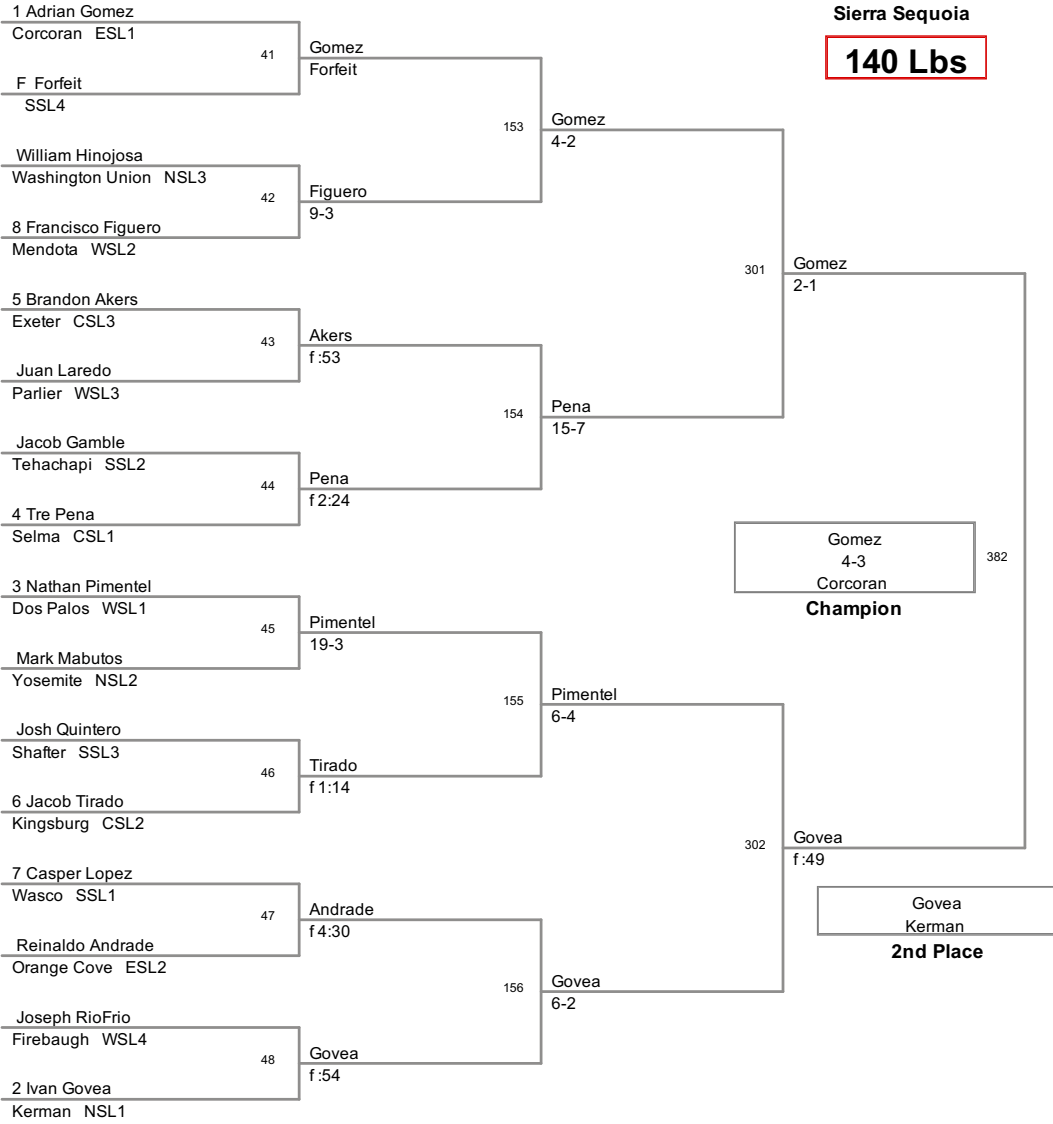 Sierra Sequoia
140 Lbs
1 Adrian Gomez
Corcoran ESL1
41
F Forfeit
SSL4
William Hinojosa
Washington Union NSL3
42
8 Francisco Figuero
Mendota WSL2
5 Brandon Akers
Exeter CSL3
43
Juan Laredo
Parlier WSL3
Jacob Gamble
Tehachapi SSL2
44
4 Tre Pena
Selma CSL1
3 Nathan Pimentel
Dos Palos WSL1
45
Mark Mabutos
Yosemite NSL2
Josh Quintero
Shafter SSL3
46
6 Jacob Tirado
Kingsburg CSL2
7 Casper Lopez
Wasco SSL1
47
Reinaldo Andrade
Orange Cove ESL2
Joseph RioFrio
Firebaugh WSL4
48
2 Ivan Govea
Kerman NSL1
Gomez
Forfeit
153
Figuero
9-3
Akers
f :53
154
Pena
f 2:24
Pimentel
19-3
155
Tirado
f 1:14
Andrade
f 4:30
156
Govea
f :54
Gomez
4-2
301
Pena
15-7
Pimentel
6-4
302
Govea
6-2
Gomez
2-1
382
Govea
f :49
Gomez
4-3
Corcoran
Champion
Govea
Kerman
2nd Place